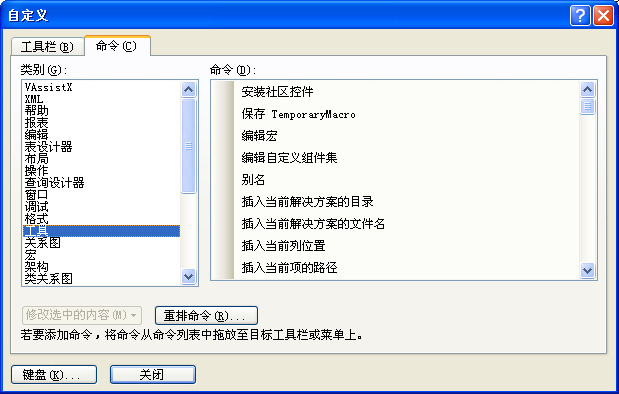 自定义
工具栏(B)
命令(C)
类别(G):
VAssistX
XML
帮助
报表
编辑
表设计器
布局
操作
查询设计器
窗口
调试
格式
工具
关系图
宏
架构
类关系图
命令(D):
安装社区控件
保存 TemporaryMacro
编辑宏
编辑自定义组件集
别名
插入当前解决方案的目录
插入当前解决方案的文件名
插入当前列位置
插入当前项的路径
修改选中的内容(M)
重排命令(R)...
若要添加命令，将命令从命令列表中拖放至目标工具栏或菜单上。
键盘(K)...
关闭